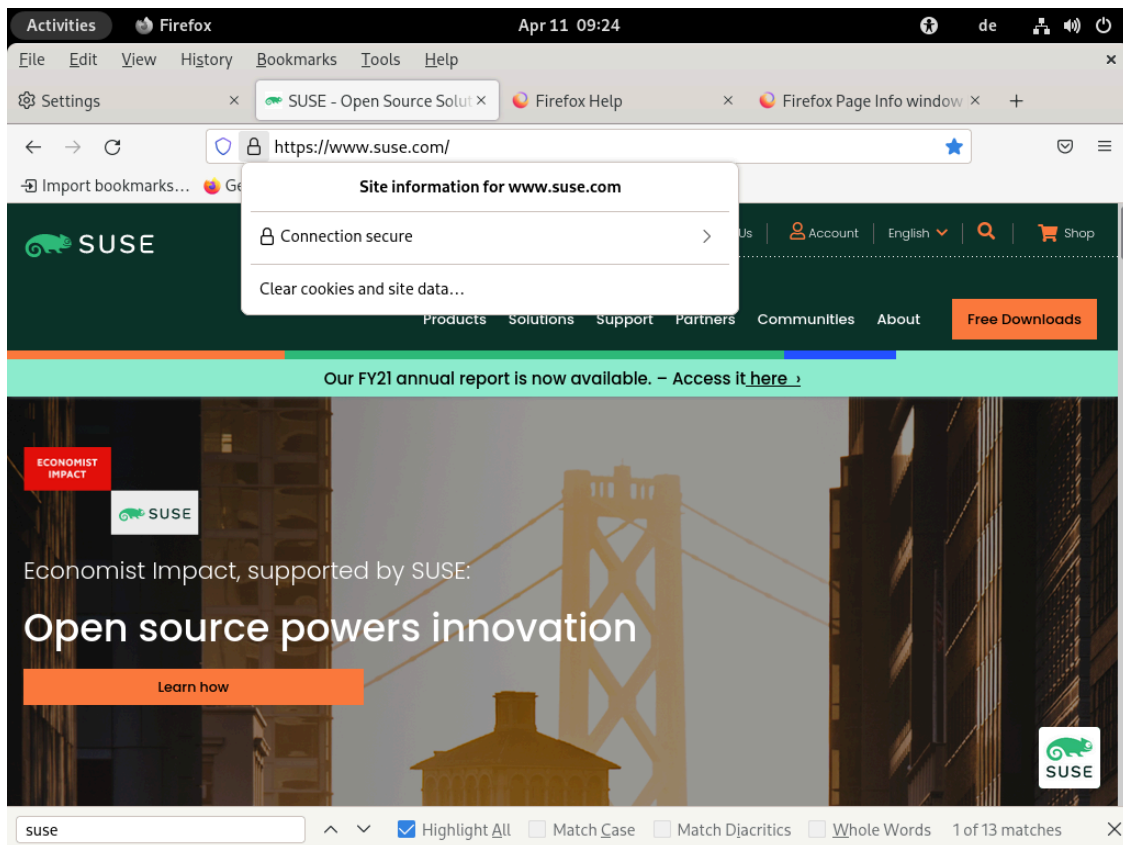 Activities Firefox Apr 11 09:24 de
File Edit View History Bookmarks Tools Help
Settings SUSE - Open Source Solut Firefox Help Firefox Page Info window
https://www.suse.com/
Import bookmarks... Ge
Site information for www.suse.com
Connection secure
Clear cookies and site data...
SUSE Us Account English Shop
Products Solutions Support Partners Communities About Free Downloads
Our FY21 annual report is now available. – Access it here ›
ECONOMIST
IMPACT
SUSE
Economist Impact, supported by SUSE:
Open source powers innovation
Learn how
SUSE
suse Highlight All Match Case Match Diacritics Whole Words 1 of 13 matches